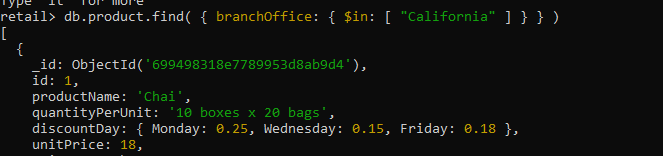 Type "it" for more
retail> db.product.find( { branchOffice: { $in: [ "California" ] } } )
[
  {
    _id: ObjectId('699498318e7789953d8ab9d4'),
    id: 1,
    productName: 'Chai',
    quantityPerUnit: '10 boxes x 20 bags',
    discountDay: { Monday: 0.25, Wednesday: 0.15, Friday: 0.18 },
    unitPrice: 18,